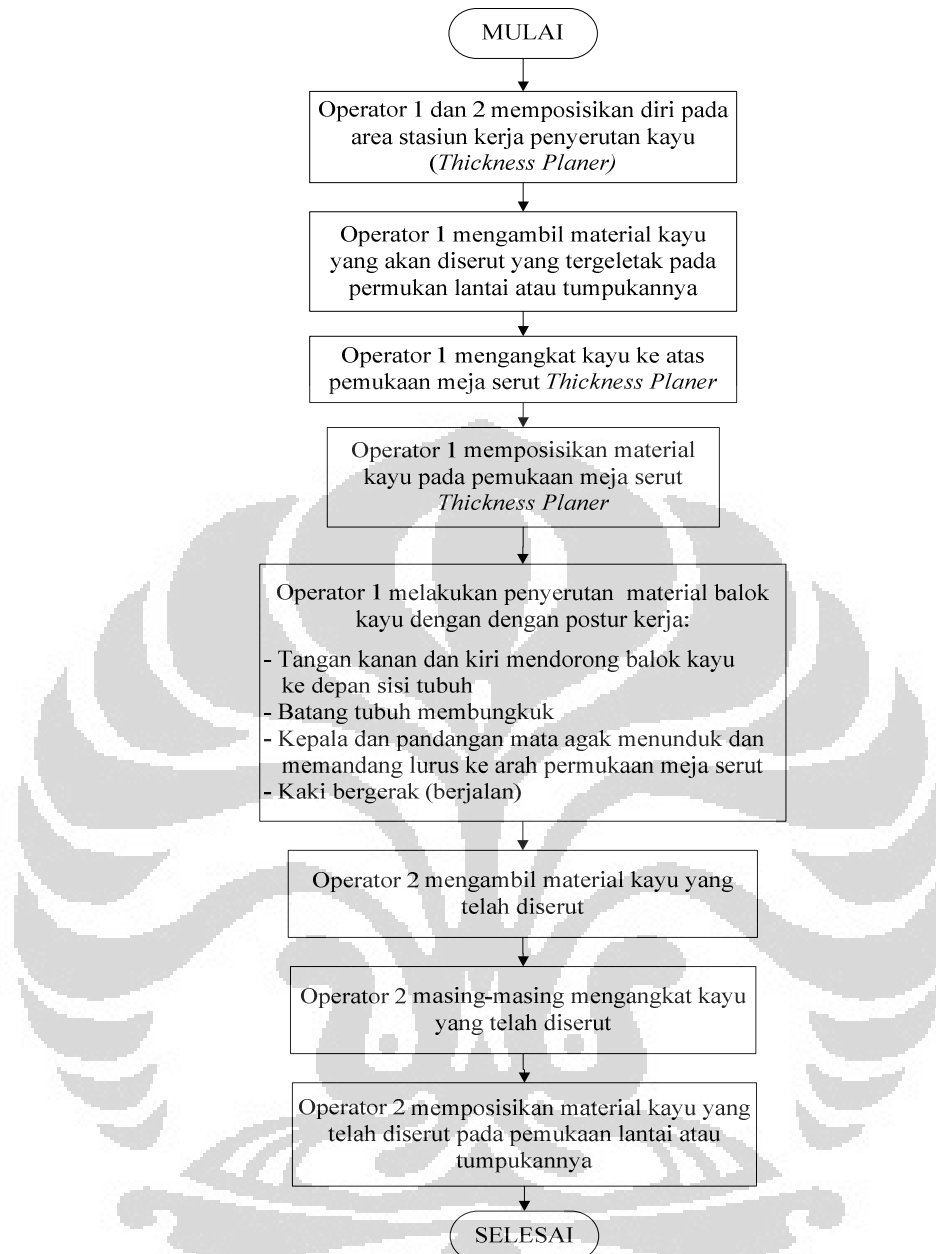 MULAI
Operator 1 dan 2 memposisikan diri pada
area stasiun kerja penyerutan kayu
(Thickness Planer)
Operator 1 mengambil material kayu
yang akan diserut yang tergeletak pada
permukan lantai atau tumpukannya
Operator 1 mengangkat kayu ke atas
pemukaan meja serut Thickness Planer
Operator 1 memposisikan material
kayu pada pemukaan meja serut
Thickness Planer
Operator 1 melakukan penyerutan material balok
kayu dengan dengan postur kerja:
- Tangan kanan dan kiri mendorong balok kayu
ke depan sisi tubuh
- Batang tubuh membungkuk
- Kepala dan pandangan mata agak menunduk dan
memandang lurus ke arah permukaan meja serut
- Kaki bergerak (berjalan)
Operator 2 mengambil material kayu yang
telah diserut
Operator 2 masing-masing mengangkat kayu
yang telah diserut
Operator 2 memposisikan material kayu yang
telah diserut pada pemukaan lantai atau
tumpukannya
SELESAI